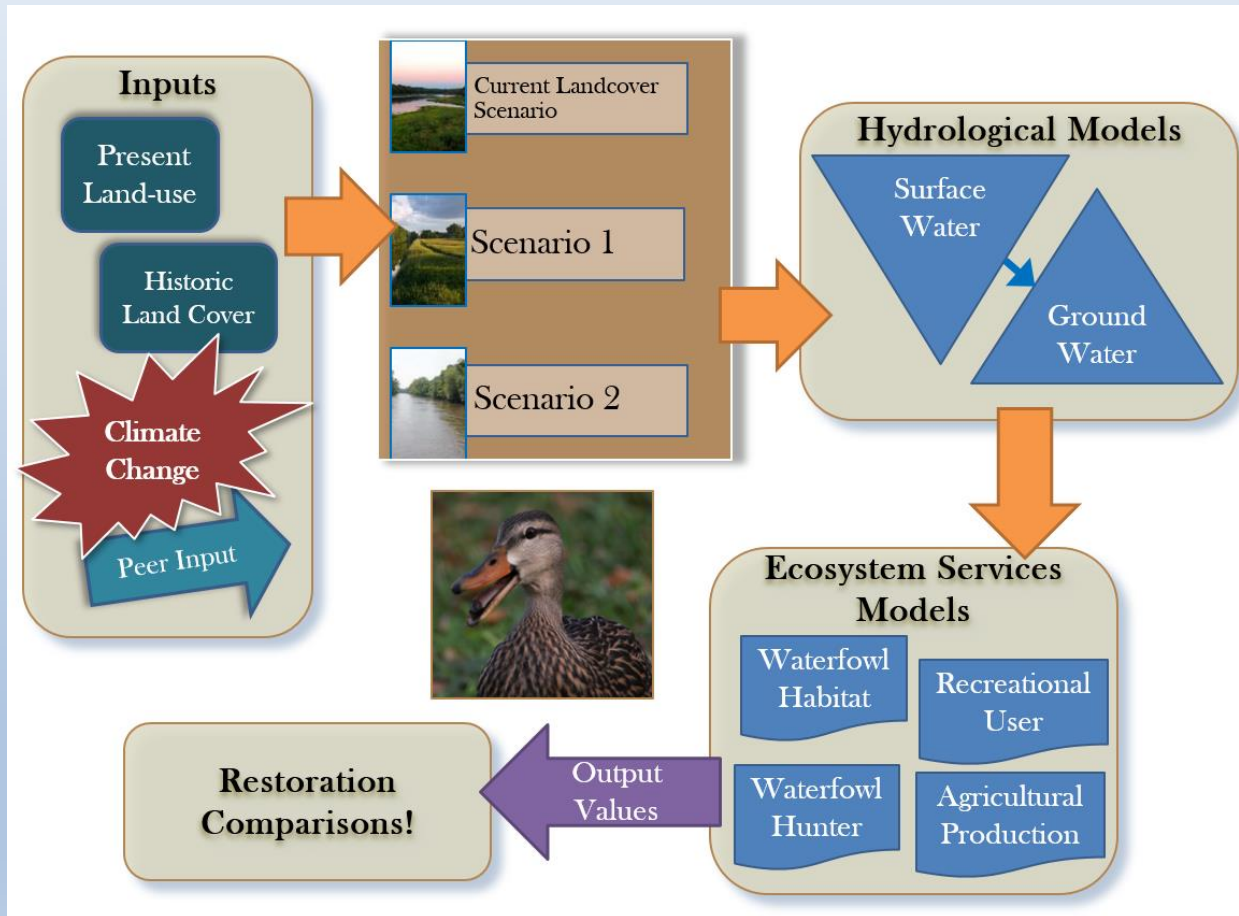 Inputs
Present
Land-use
Historic
Land Cover
Climate
Change
Peer Input
Current Landcover
Scenario
Scenario 1
Scenario 2
Hydrological Models
Surface
Water
Ground
Water
Ecosystem Services
Models
Waterfowl
Habitat
Recreational
User
Waterfowl
Hunter
Agricultural
Production
Output
Values
Restoration
Comparisons!